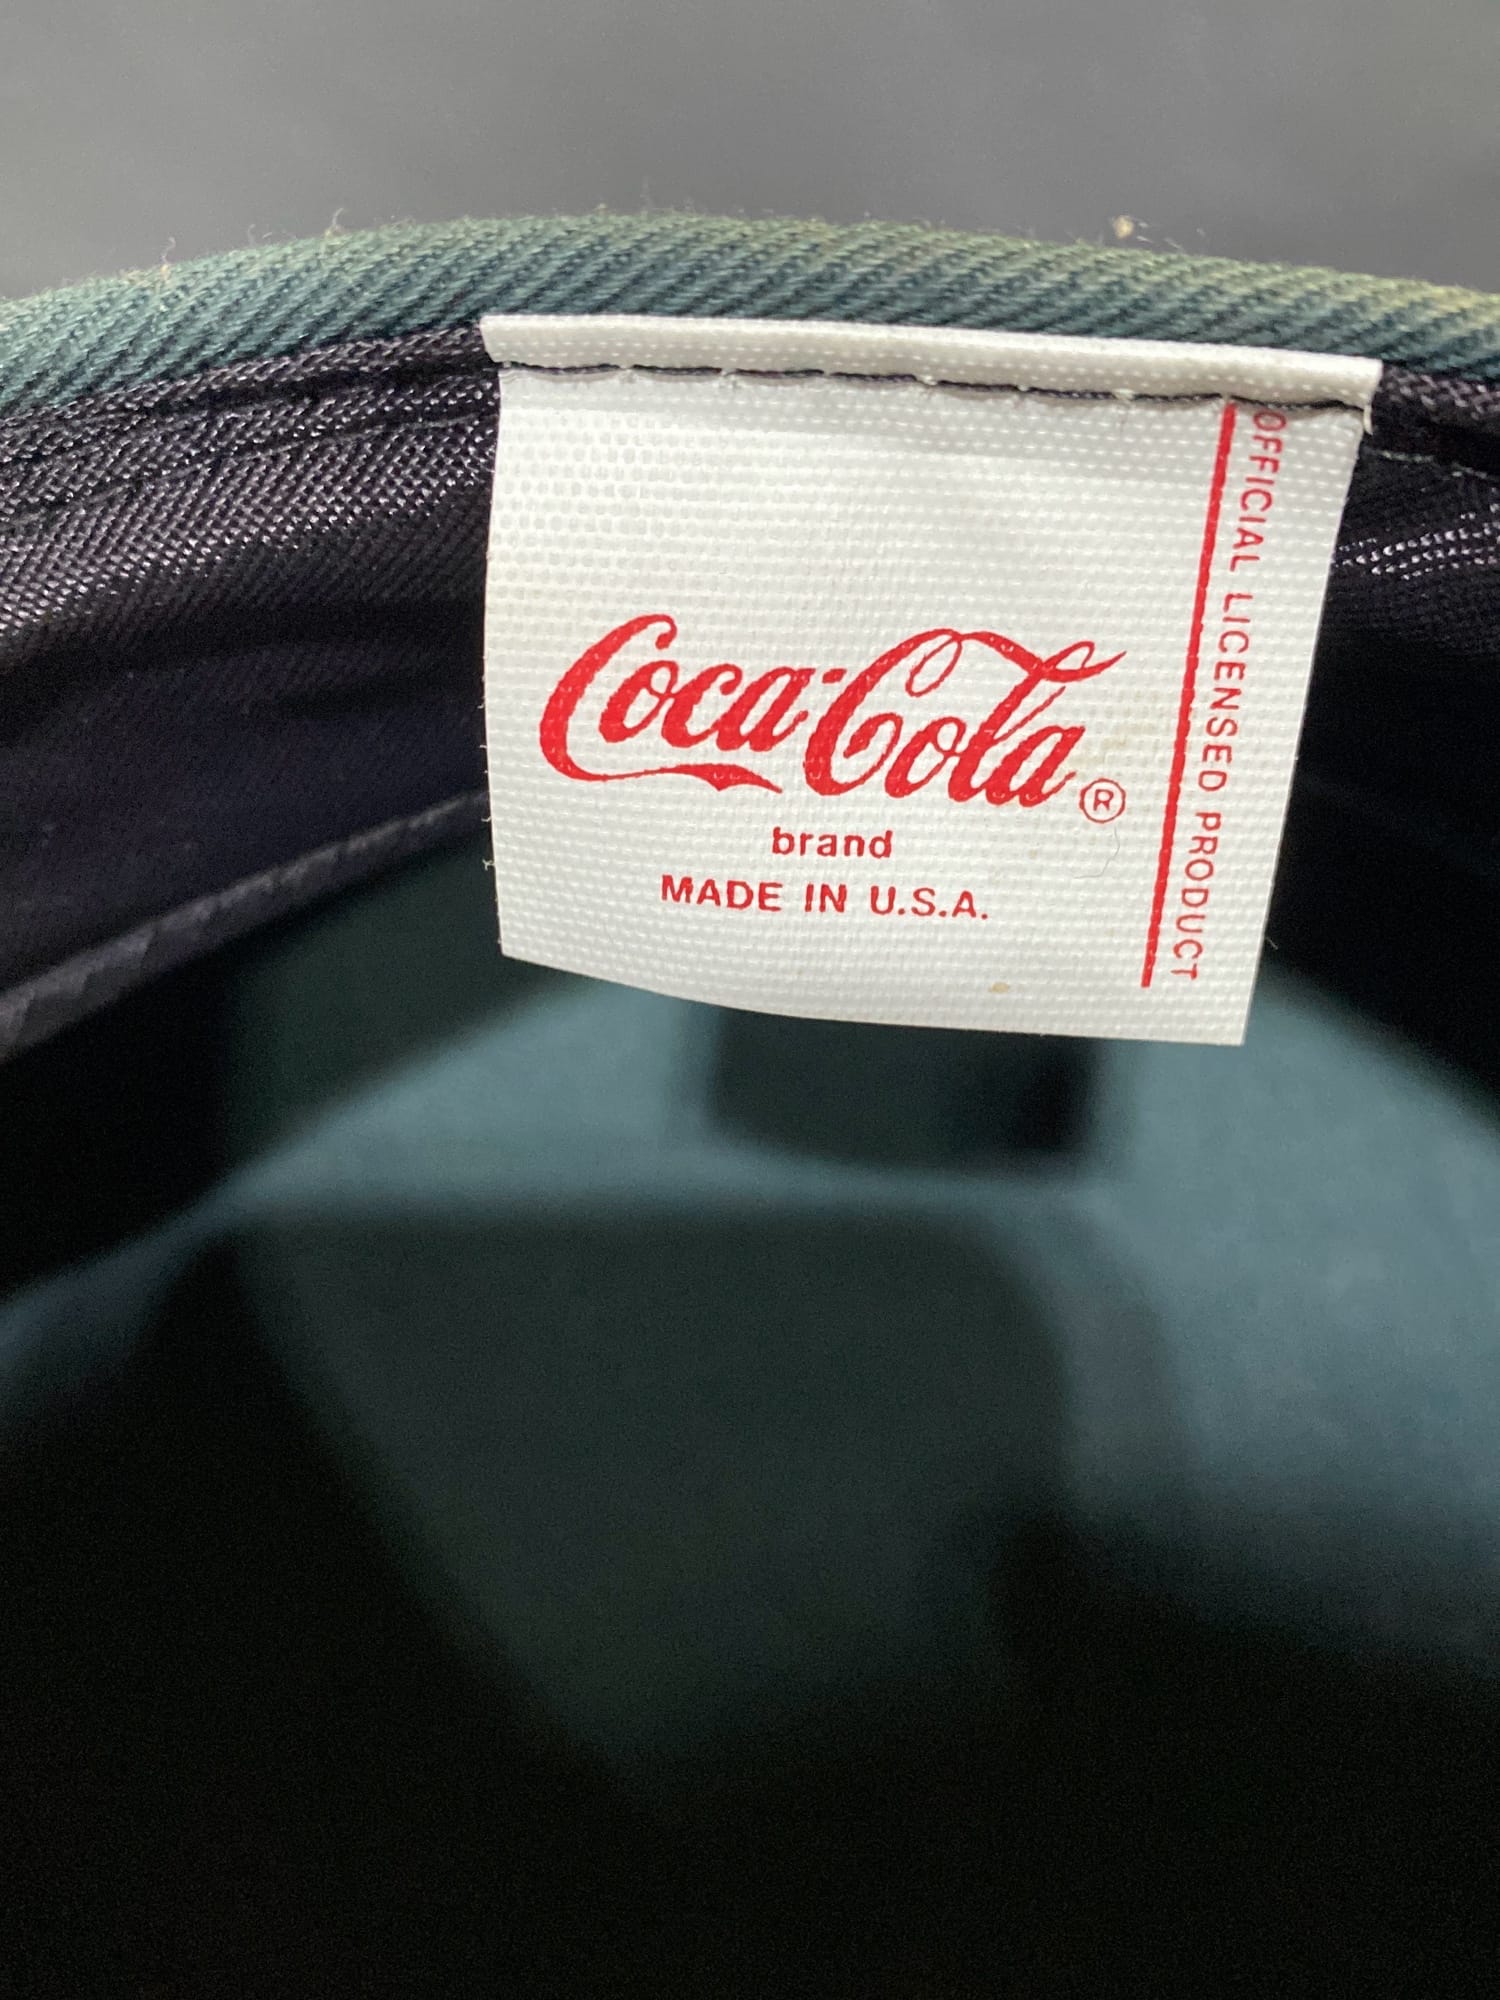 Coca-Cola®
brand
MADE IN U.S.A.
OFFICIAL LICENSED PRODUCT